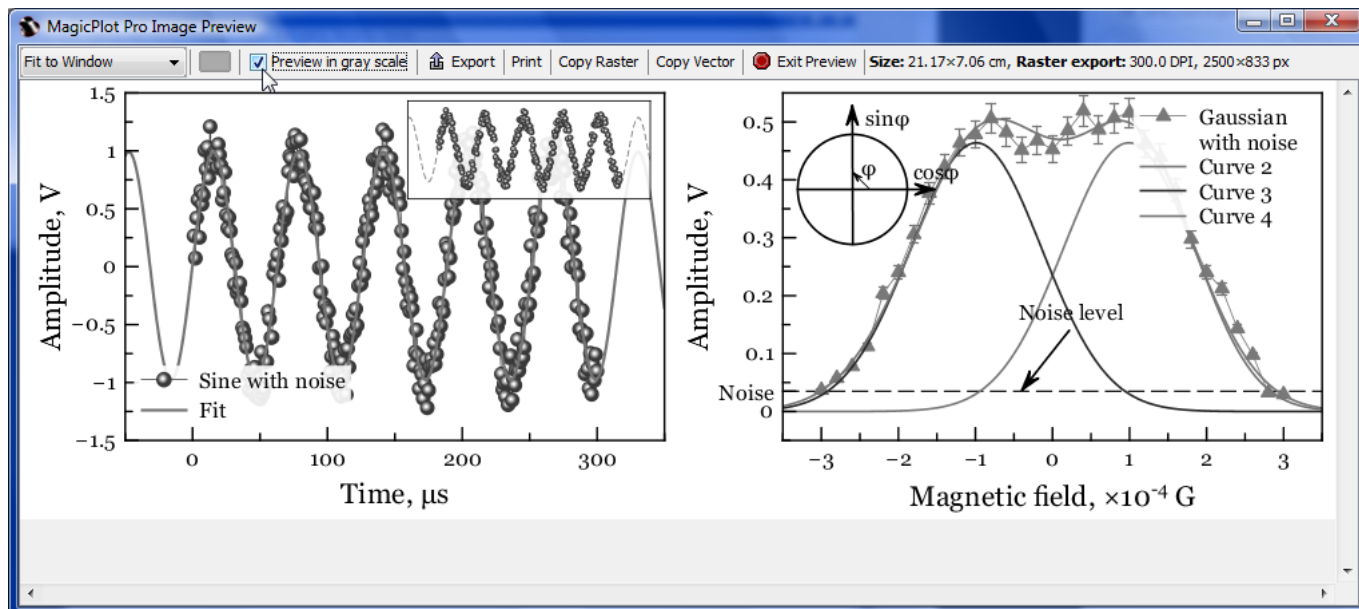 MagicPlot Pro Image Preview
Fit to Window Preview in gray scale Export Print Copy Raster Copy Vector Exit Preview Size: 21.17×7.06 cm, Raster export: 300.0 DPI, 2500×833 px
1.5
1
0.5
0
−0.5
−1
−1.5
Amplitude, V
Sine with noise
Fit
0 100 200 300
Time, μs
0.5
0.4
0.3
0.2
0.1
Noise
0
Amplitude, V
sinφ
φ
cosφ
Gaussian
with noise
Curve 2
Curve 3
Curve 4
Noise level
−3 −2 −1 0 1 2 3
Magnetic field, ×10⁻⁴ G